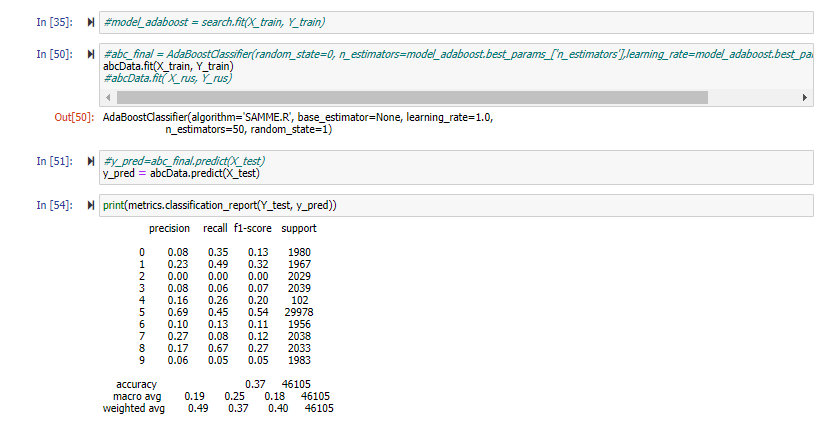 In [35]: #model_adaboost = search.fit(X_train, Y_train)
In [50]: #abc_final = AdaBoostClassifier(random_state=0, n_estimators=model_adaboost.best_params_['n_estimators'],learning_rate=model_adaboost.best_pa
abcData.fit(X_train, Y_train)
#abcData.fit( X_rus, Y_rus)
Out[50]: AdaBoostClassifier(algorithm='SAMME.R', base_estimator=None, learning_rate=1.0,
n_estimators=50, random_state=1)
In [51]: #y_pred=abc_final.predict(X_test)
y_pred = abcData.predict(X_test)
In [54]: print(metrics.classification_report(Y_test, y_pred))
precision recall f1-score support
0 0.08 0.35 0.13 1980
1 0.23 0.49 0.32 1967
2 0.00 0.00 0.00 2029
3 0.08 0.06 0.07 2039
4 0.16 0.26 0.20 102
5 0.69 0.45 0.54 29978
6 0.10 0.13 0.11 1956
7 0.27 0.08 0.12 2038
8 0.17 0.67 0.27 2033
9 0.06 0.05 0.05 1983
accuracy 0.37 46105
macro avg 0.19 0.25 0.18 46105
weighted avg 0.49 0.37 0.40 46105